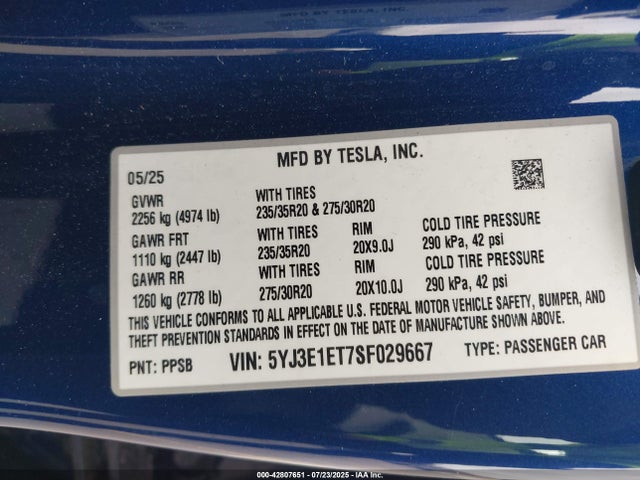 MFD BY TESLA, INC.
MFD BY TESLA, INC.
05/25
GVWR
2256 kg (4974 lb)
WITH TIRES
235/35R20 & 275/30R20
GAWR FRT
1110 kg (2447 lb)
WITH TIRES
235/35R20
RIM
20X9.0J
COLD TIRE PRESSURE
290 kPa, 42 psi
GAWR RR
1260 kg (2778 lb)
WITH TIRES
275/30R20
RIM
20X10.0J
COLD TIRE PRESSURE
290 kPa, 42 psi
THIS VEHICLE CONFORMS TO ALL APPLICABLE U.S. FEDERAL MOTOR VEHICLE SAFETY, BUMPER, AND
THEFT PREVENTION STANDARDS IN EFFECT ON THE DATE OF MANUFACTURE SHOWN ABOVE.
PNT: PPSB
VIN: 5YJ3E1ET7SF029667
TYPE: PASSENGER CAR
000-42807651 - 07/23/2025 - IAA Inc.